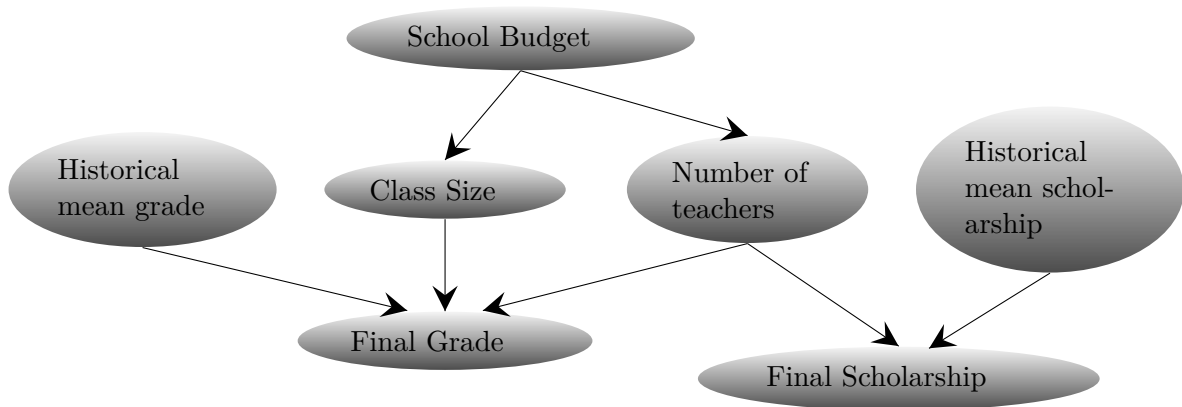 School Budget
Historical
mean grade
Class Size
Number of
teachers
Historical
mean schol-
arship
Final Grade
Final Scholarship